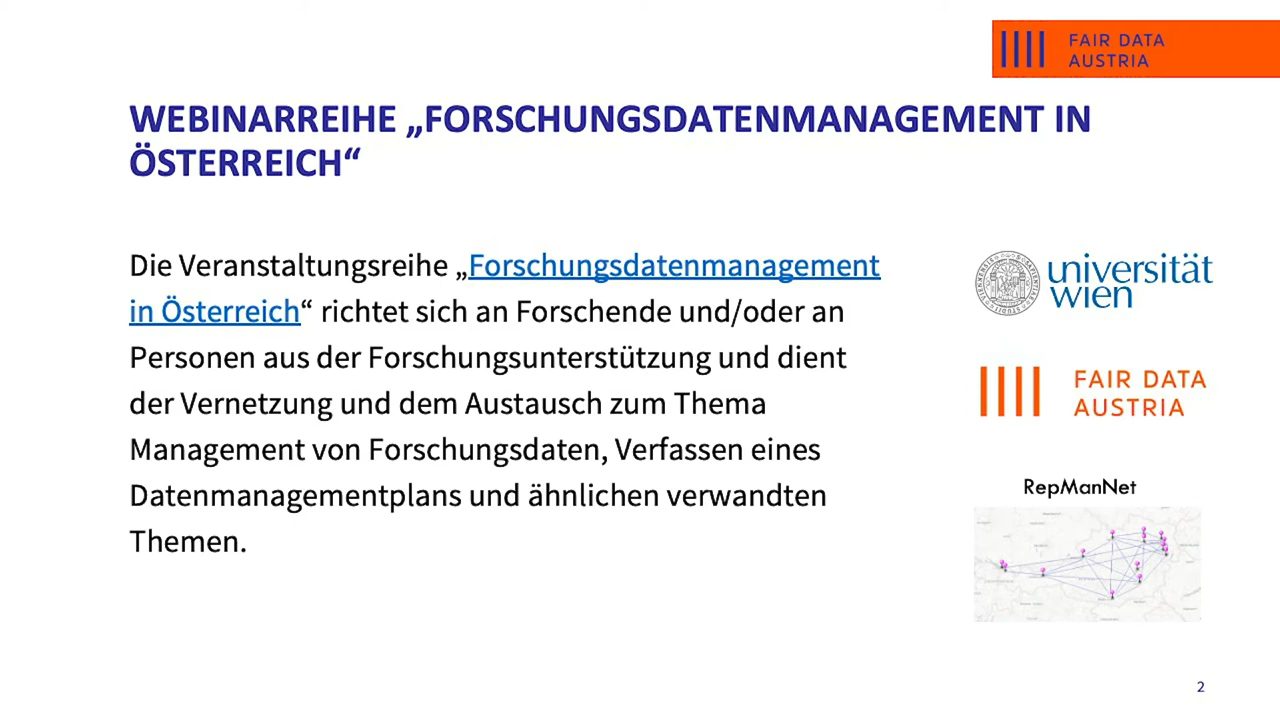 FAIR DATA
AUSTRIA
WEBINARREIHE „FORSCHUNGSDATENMANAGEMENT IN
ÖSTERREICH“
Die Veranstaltungsreihe „Forschungsdatenmanagement
in Österreich“ richtet sich an Forschende und/oder an
Personen aus der Forschungsunterstützung und dient
der Vernetzung und dem Austausch zum Thema
Management von Forschungsdaten, Verfassen eines
Datenmanagementplans und ähnlichen verwandten
Themen.
universität
wien
FAIR DATA
AUSTRIA
RepManNet
2